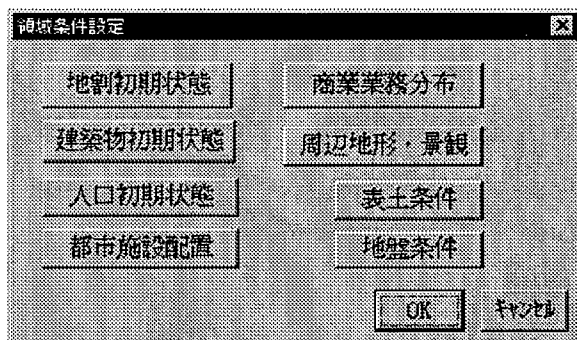 領域条件設定
地割初期状態
商業業務分布
建築物初期状態
周辺地形・景観
人口初期状態
表土条件
都市施設配置
地盤条件
OK
キャンセル